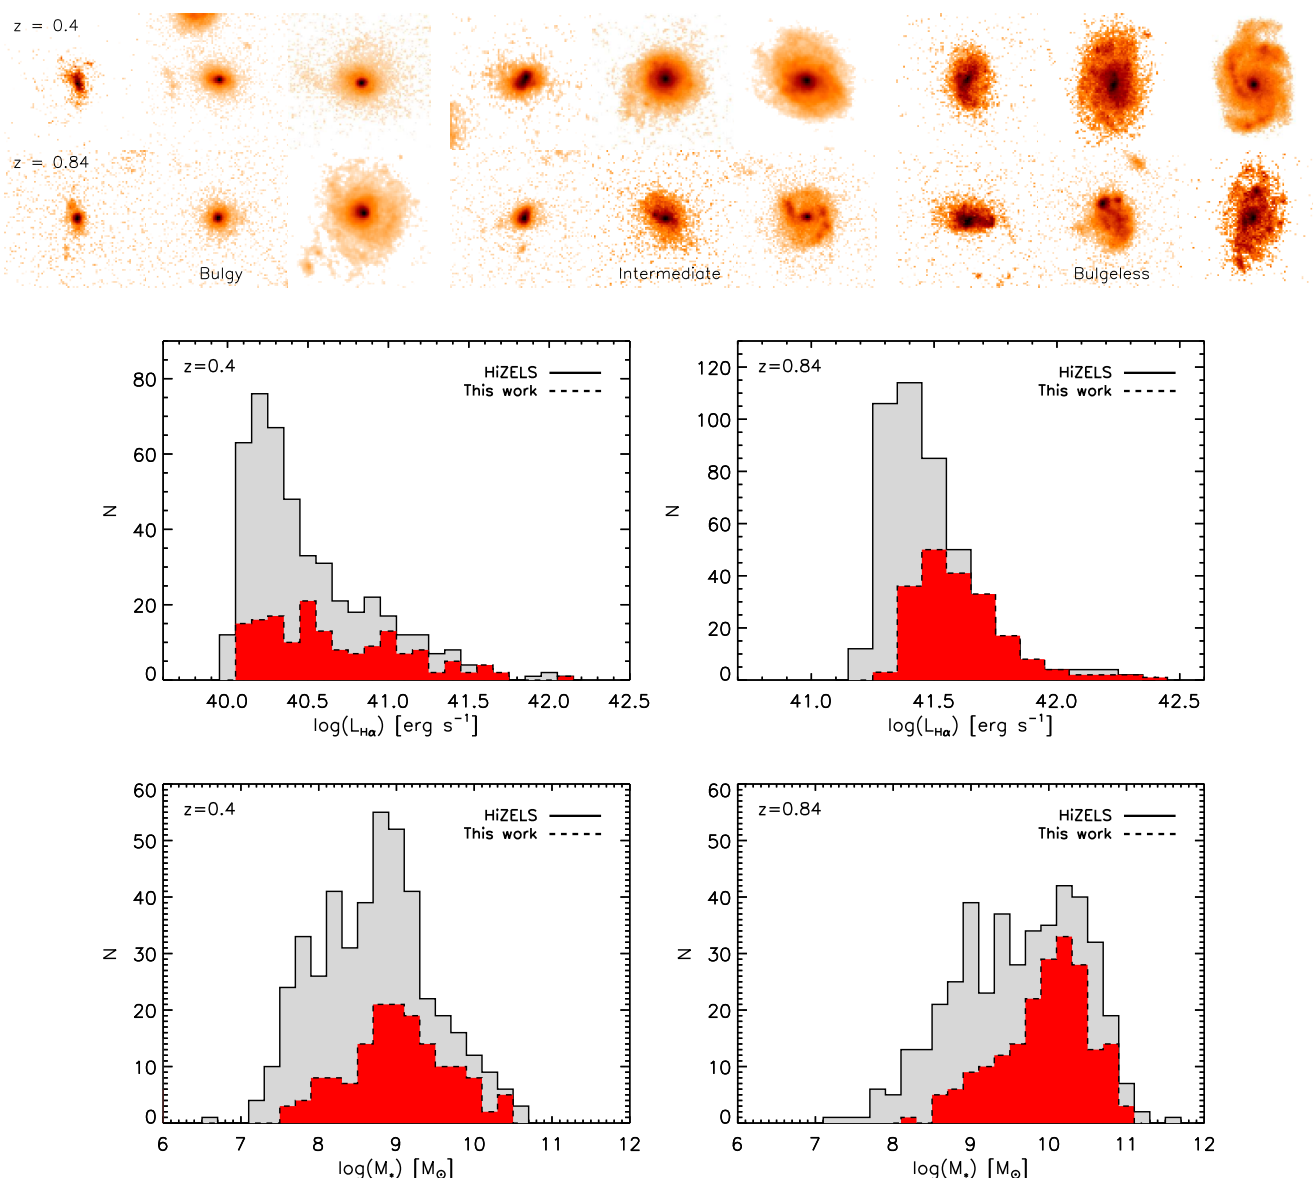 z = 0.4
z = 0.84
Bulgy
Intermediate
Bulgeless
z=0.4
HiZELS
This work
N
80
60
40
20
0
40.0 40.5 41.0 41.5 42.0 42.5
log(L_Hα) [erg s⁻¹]
z=0.84
HiZELS
This work
N
120
100
80
60
40
20
0
41.0 41.5 42.0 42.5
log(L_Hα) [erg s⁻¹]
z=0.4
HiZELS
This work
N
60
50
40
30
20
10
0
6 7 8 9 10 11 12
log(M_*) [M_⊙]
z=0.84
HiZELS
This work
N
60
50
40
30
20
10
0
6 7 8 9 10 11 12
log(M_*) [M_⊙]